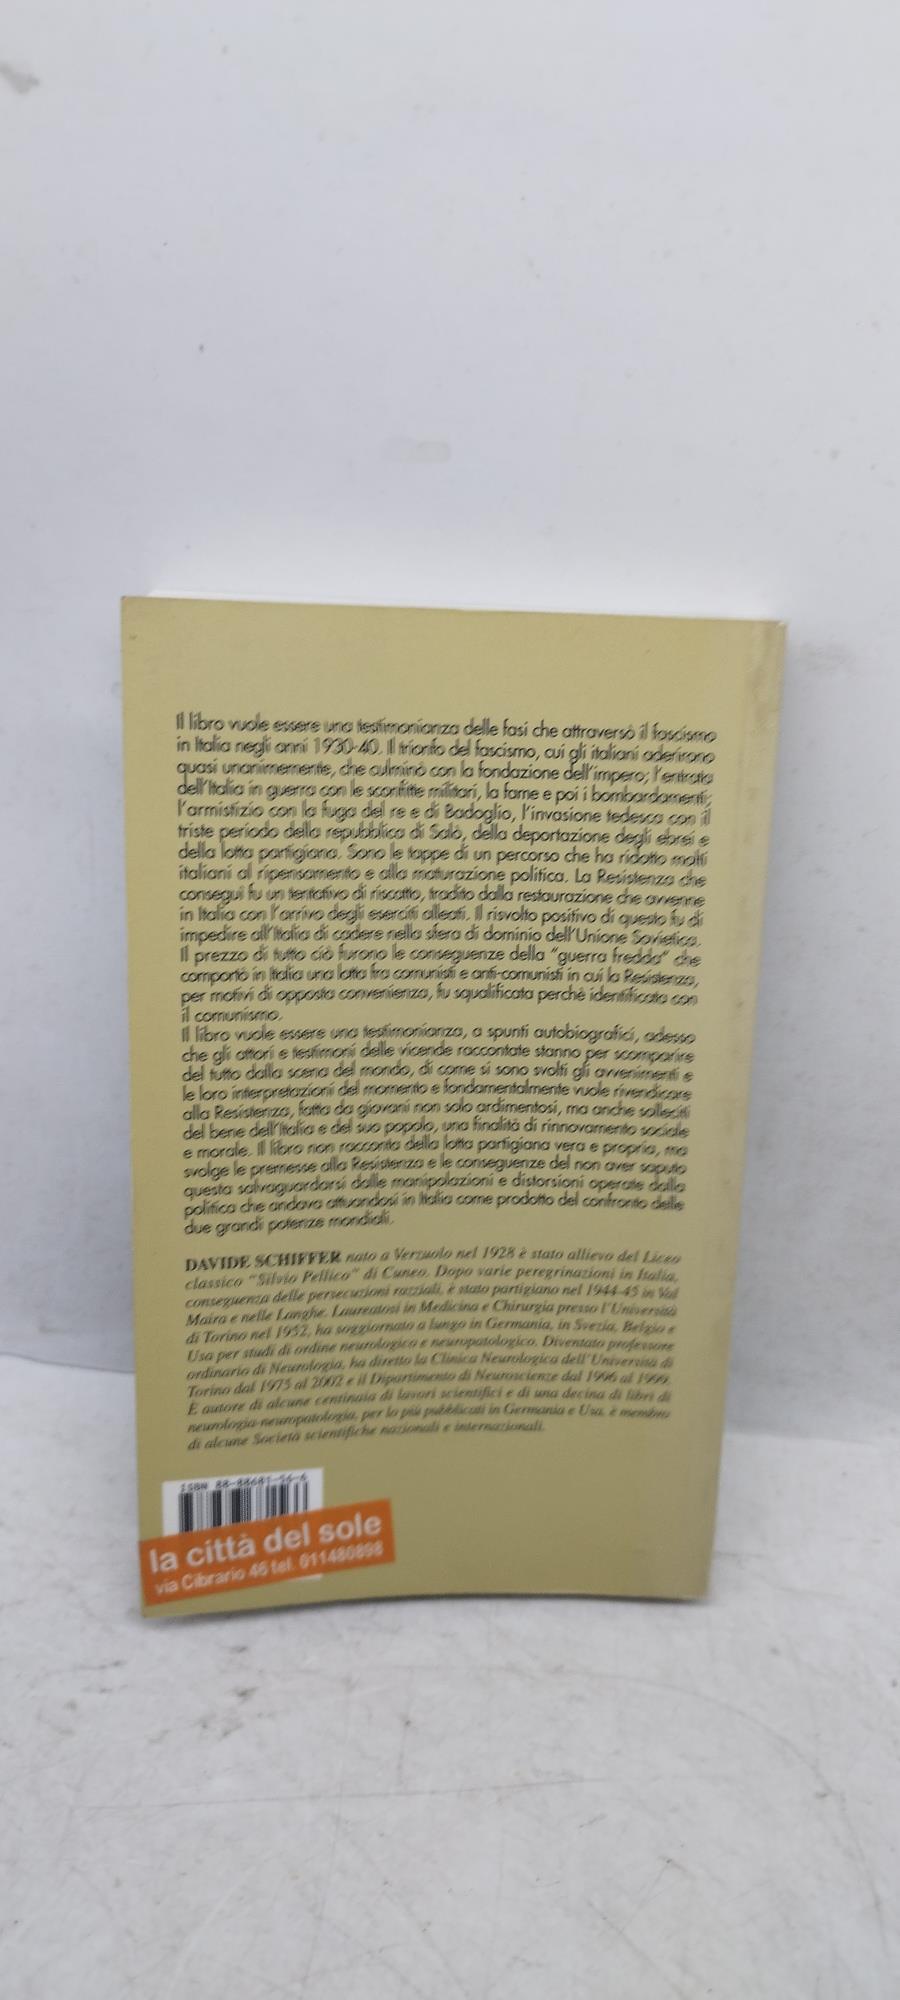 Il libro vuole essere una testimonianza delle fasi che attraversò il fascismo
in Italia negli anni 1930-40. Il trionfo del fascismo, cui gli italiani aderirono
quasi unanimemente, che culminò con la fondazione dell'impero; l'entrata
dell'Italia in guerra con le sconfitte militari, la fame e poi i bombardamenti;
l'armistizio con la fuga del re e di Badoglio, l'invasione tedesca con il
triste periodo della repubblica di Salò, della deportazione degli ebrei e
della lotta partigiana. Sono le tappe di un percorso che ha ridotto molti
italiani al ripensamento e alla maturazione politica. La Resistenza che
conseguì fu un tentativo di riscatto, tradito dalla restaurazione che avvenne
in Italia con l'arrivo degli eserciti alleati. Il risvolto positivo di questo fu di
impedire all'Italia di cadere nella sfera di dominio dell'Unione Sovietica.
Il prezzo di tutto ciò furono le conseguenze della "guerra fredda" che
comportò in Italia una lotta fra comunisti e anti-comunisti in cui la Resistenza,
per motivi di opposta convenienza, fu squalificata perchè identificata con
il comunismo.
Il libro vuole essere una testimonianza, a spunti autobiografici, adesso
che gli attori e testimoni delle vicende raccontate stanno per scomparire
del tutto dalla scena del mondo, di come si sono svolti gli avvenimenti e
le loro interpretazioni del momento e fondamentalmente vuole rivendicare
alla Resistenza, fatta da giovani non solo ardimentosi, ma anche solleciti
del bene dell'Italia e del suo popolo, una finalità di rinnovamento sociale
e morale. Il libro non racconta della lotta partigiana vera e propria, ma
svolge le premesse alla Resistenza e le conseguenze del non aver saputo
questa salvaguardarsi dalle manipolazioni e distorsioni operate dalla
politica che andava attuandosi in Italia come prodotto del confronto delle
due grandi potenze mondiali.
DAVIDE SCHIFFER nato a Verzuolo nel 1928 è stato allievo del Liceo
classico "Silvio Pellico" di Cuneo. Dopo varie peregrinazioni in Italia,
conseguenza delle persecuzioni razziali, è stato partigiano nel 1944-45 in Val
Maira e nelle Langhe. Laureatosi in Medicina e Chirurgia presso l'Università
di Torino nel 1952, ha soggiornato a lungo in Germania, in Svezia, Belgio e
Usa per studi di ordine neurologico e neuropatologico. Diventato professore
ordinario di Neurologia, ha diretto la Clinica Neurologica dell'Università di
Torino dal 1975 al 2002 e il Dipartimento di Neuroscienze dal 1996 al 1999.
È autore di alcune centinaia di lavori scientifici e di una decina di libri di
neurologia-neuropatologia, per lo più pubblicati in Germania e Usa, è membro
di alcune Società scientifiche nazionali e internazionali.
ISBN 88-88681-56-6
la città del sole
via Cibrario 46 tel. 011480898